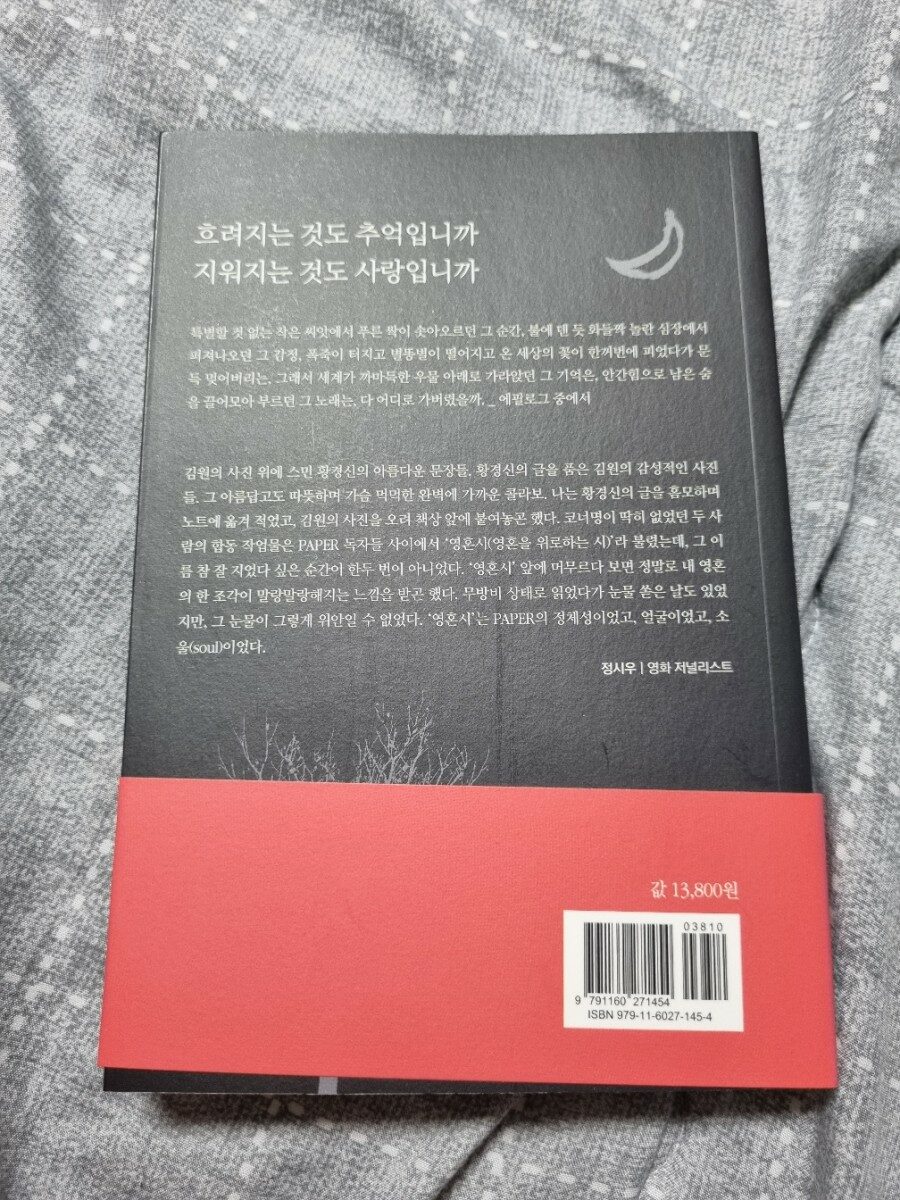 흐려지는 것도 추억입니까
지워지는 것도 사랑입니까
특별할 것 없는 작은 씨앗에서 푸른 싹이 솟아오르던 그 순간, 불에 덴 듯 화들짝 놀란 심장에서
퍼져나오던 그 감정, 폭죽이 터지고 별똥별이 떨어지고 온 세상의 꽃이 한꺼번에 피었다가 문
득 멎어버리는, 그래서 세계가 까마득한 우물 아래로 가라앉던 그 기억은, 안간힘으로 남은 숨
을 끌어모아 부르던 그 노래는, 다 어디로 가버렸을까. _ 에필로그 중에서
김원의 사진 위에 스민 황경신의 아름다운 문장들. 황경신의 글을 품은 김원의 감성적인 사진
들. 그 아름답고도 따뜻하며 가슴 먹먹한 완벽에 가까운 콜라보. 나는 황경신의 글을 흠모하며
노트에 옮겨 적었고, 김원의 사진을 오려 책상 앞에 붙여놓곤 했다. 코너명이 딱히 없었던 두 사
람의 합동 작업물은 PAPER 독자들 사이에서 ‘영혼시(영혼을 위로하는 시)’라 불렸는데, 그 이
름 참 잘 지었다 싶은 순간이 한두 번이 아니었다. ‘영혼시’ 앞에 머무르다 보면 정말로 내 영혼
의 한 조각이 말랑말랑해지는 느낌을 받곤 했다. 무방비 상태로 읽었다가 눈물 쏟은 날도 있었
지만, 그 눈물이 그렇게 위안일 수 없었다. ‘영혼시’는 PAPER의 정체성이었고, 얼굴이었고, 소
울(soul)이었다.
정시우 | 영화 저널리스트
값 13,800원
03810
9 791160 271454
ISBN 979-11-6027-145-4